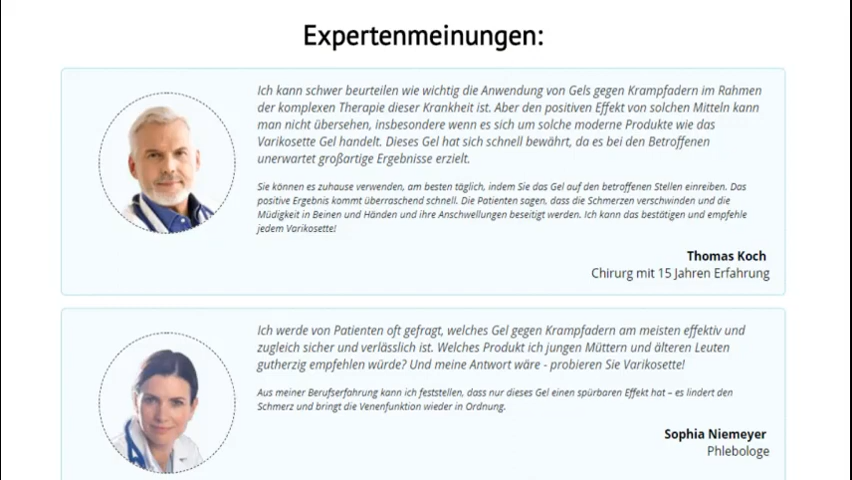 Expertenmeinungen:
Ich kann schwer beurteilen wie wichtig die Anwendung von Gels gegen Krampfadern im Rahmen
der komplexen Therapie dieser Krankheit ist. Aber den positiven Effekt von solchen Mitteln kann
man nicht übersehen, insbesondere wenn es sich um solche moderne Produkte wie das
Varikosette Gel handelt. Dieses Gel hat sich schnell bewährt, da es bei den Betroffenen
unerwartet großartige Ergebnisse erzielt.
Sie können es zuhause verwenden, am besten täglich, indem Sie das Gel auf den betroffenen Stellen einreiben. Das
positive Ergebnis kommt überraschend schnell. Die Patienten sagen, dass die Schmerzen verschwinden und die
Müdigkeit in Beinen und Händen und ihre Anschwellungen beseitigt werden. Ich kann das bestätigen und empfehle
jedem Varikosette!
Thomas Koch
Chirurg mit 15 Jahren Erfahrung
Ich werde von Patienten oft gefragt, welches Gel gegen Krampfadern am meisten effektiv und
zugleich sicher und verlässlich ist. Welches Produkt ich jungen Müttern und älteren Leuten
gutherzig empfehlen würde? Und meine Antwort wäre - probieren Sie Varikosette!
Aus meiner Berufserfahrung kann ich feststellen, dass nur dieses Gel einen spürbaren Effekt hat – es lindert den
Schmerz und bringt die Venenfunktion wieder in Ordnung.
Sophia Niemeyer
Phlebologe